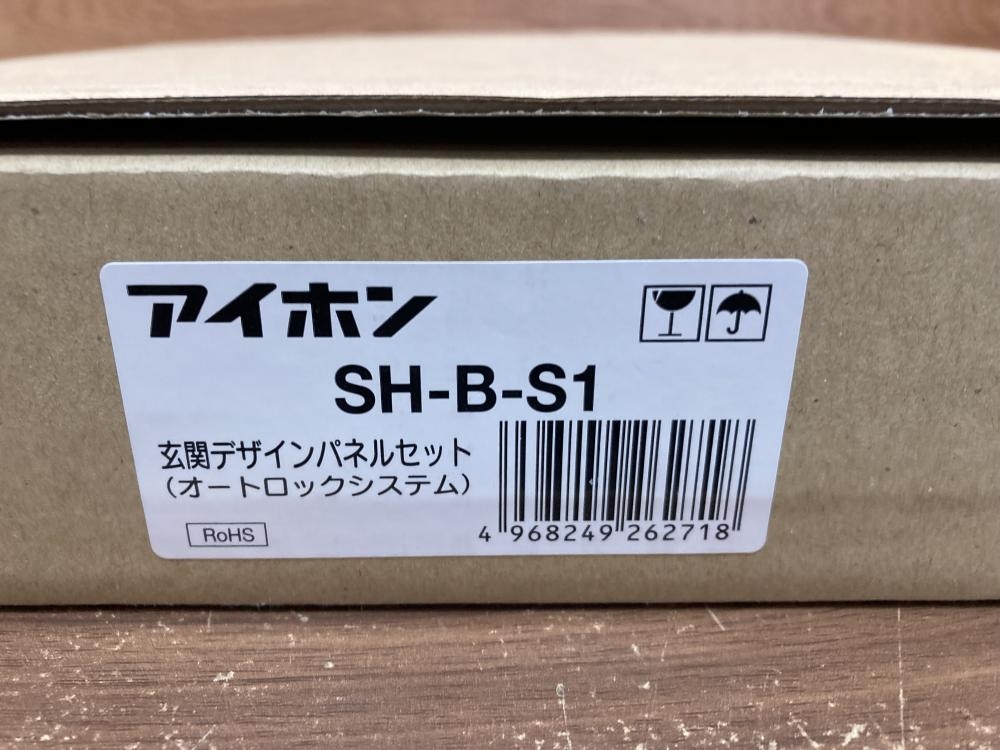 アイホン
SH-B-S1
玄関デザインパネルセット
(オートロックシステム)
RoHS
4 968249 262718